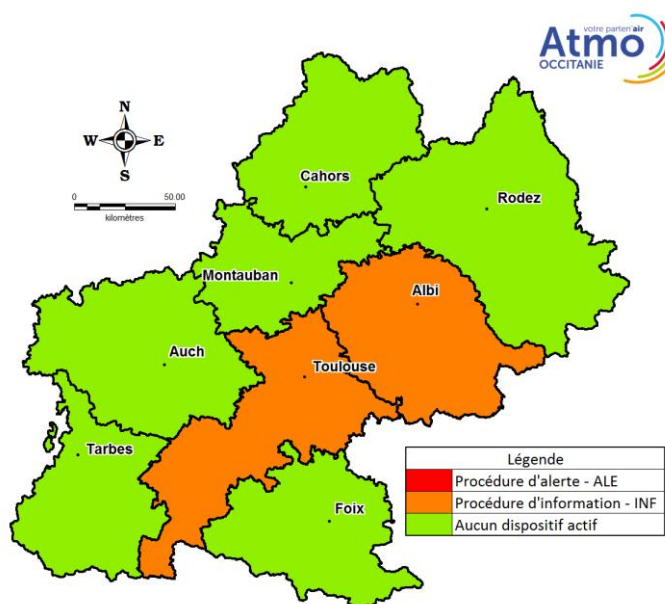 votre parten'air
Atmo
OCCITANIE
N
W E
S
0 50.00
kilomètres
Cahors
Rodez
Montauban
Albi
Auch
Toulouse
Tarbes
Foix
Légende
Procédure d'alerte - ALE
Procédure d'information - INF
Aucun dispositif actif